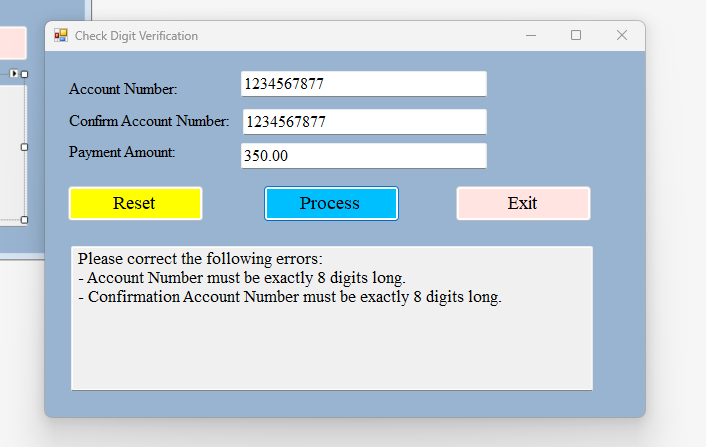 Check Digit Verification
Account Number: 1234567877
Confirm Account Number: 1234567877
Payment Amount: 350.00
Reset Process Exit
Please correct the following errors:
- Account Number must be exactly 8 digits long.
- Confirmation Account Number must be exactly 8 digits long.